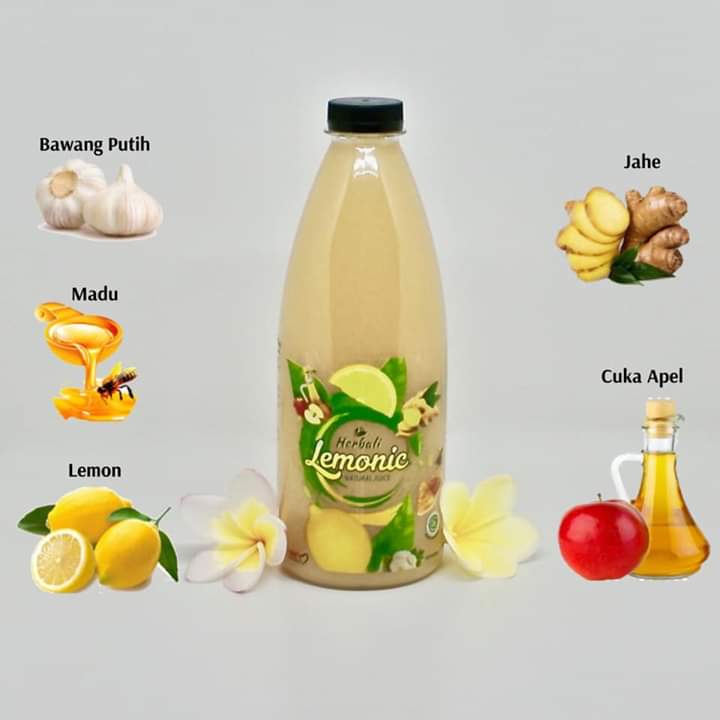 Bawang Putih
Jahe
Madu
Cuka Apel
Lemon
Herbali
Lemonic
NATURAL JUICE